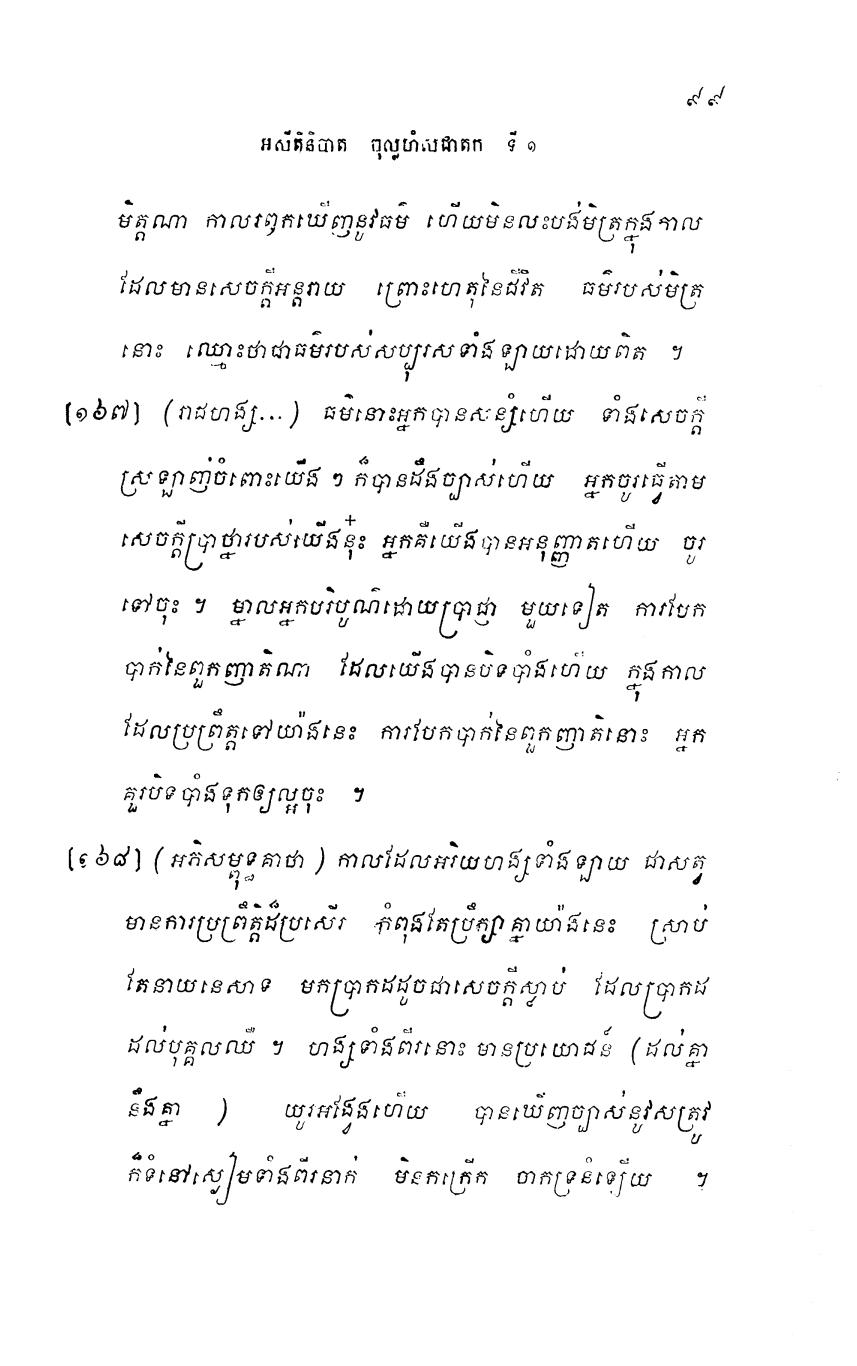 ៩៩
អសីតិនិបាត ចុល្លហំសជាតក ទី ១
មិត្តណា កាលរឭកឃើញនូវធម៌ ហើយមិនលះបង់មិត្រក្នុងកាល
ដែលមានសេចក្តីអន្តរាយ ព្រោះហេតុនៃជីវិត ធម៌របស់មិត្រ
នោះ ឈ្មោះថាជាធម៌របស់សប្បុរសទាំងឡាយដោយពិត ។
[១៦៧] (រាជហង្ស...) ធម៌នោះអ្នកបានសន្សំហើយ ទាំងសេចក្តី
ស្រឡាញ់ចំពោះយើង ៗ ក៏បានដឹងច្បាស់ហើយ អ្នកចូរធ្វើតាម
សេចក្តីប្រាថ្នារបស់យើងនុ៎ះ អ្នកគឺយើងបានអនុញ្ញាតហើយ ចូរ
ទៅចុះ ។ ម្នាលអ្នកបរិបូណ៌ដោយប្រាជ្ញា មួយទៀត ការបែក
បាក់នៃពួកញាតិណា ដែលយើងបានបិទបាំងហើយ ក្នុងកាល
ដែលប្រព្រឹត្តទៅយ៉ាងនេះ ការបែកបាក់នៃពួកញាតិនោះ អ្នក
គួរបិទបាំងទុកឲ្យល្អចុះ ។
[១៦៨] (អភិសម្ពុទ្ធគាថា) កាលដែលអរិយហង្សទាំងឡាយ ជាសត្វ
មានការប្រព្រឹត្តិដ៏ប្រសើរ កំពុងតែប្រឹក្សាគ្នាយ៉ាងនេះ ស្រាប់
តែនាយនេសាទ មកប្រាកដដូចជាសេចក្តីស្លាប់ ដែលប្រាកដ
ដល់បុគ្គលឈឺ ។ ហង្សទាំងពីរនោះ មានប្រយោជន៍ (ដល់គ្នា
នឹងគ្នា) យូរអង្វែងហើយ បានឃើញច្បាស់នូវសត្រូវ
ក៏ទំនៅស្ងៀមទាំងពីរនាក់ មិនកក្រើក ចាកទ្រនំឡើយ ។